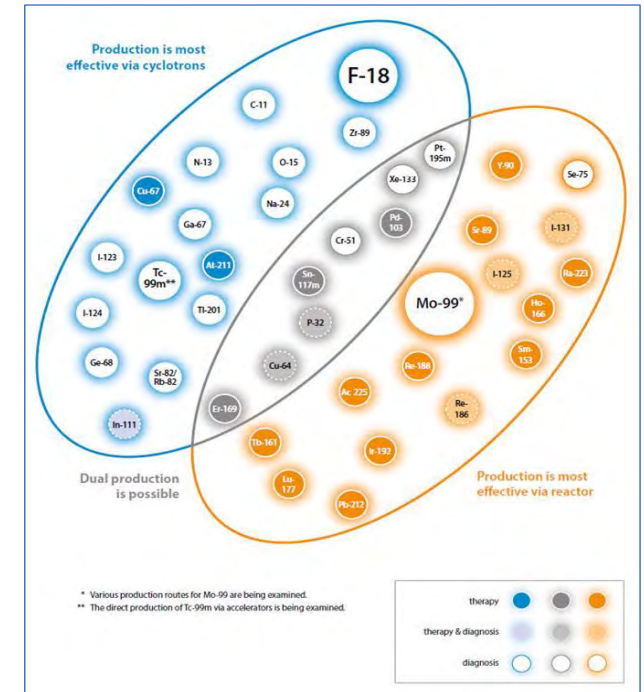 Production is most
effective via cyclotrons
F-18
C-11
Zr-89
Pt-
195m
N-13
O-15
Xe-133
Y-90
Se-75
Cu-67
Na-24
Pd-
103
Ga-67
Cr-51
Sr-89
I-131
I-123
At-211
Tc-
99m**
Sn-
117m
I-125
Ra-223
Mo-99*
Ho-
166
I-124
Tl-201
P-32
Sm-
153
Ge-68
Sr-82/
Rb-82
Cu-64
Re-188
Ac 225
Er-169
Re-
186
In-111
Tb-161
Ir-192
Dual production
is possible
Lu-
177
Pb-212
Production is most
effective via reactor
* Various production routes for Mo-99 are being examined.
** The direct production of Tc-99m via accelerators is being examined.
therapy
therapy & diagnosis
diagnosis